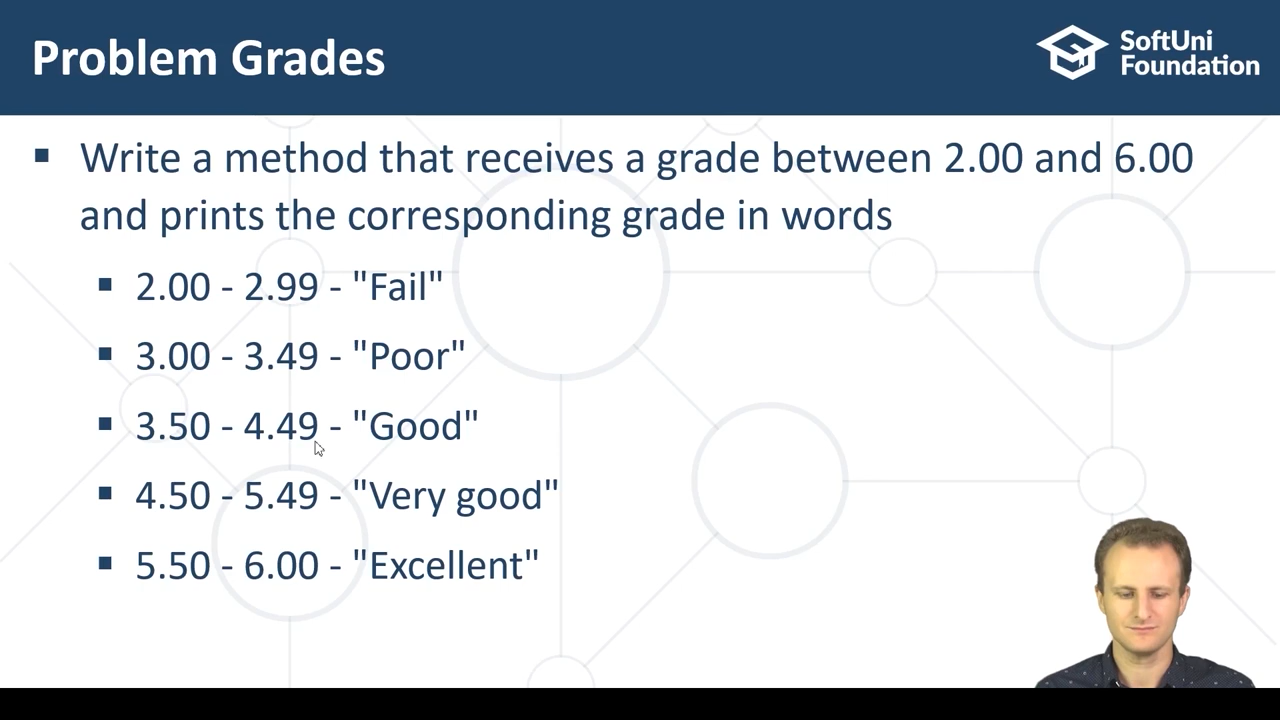 Problem Grades
SoftUni
Foundation
▪ Write a method that receives a grade between 2.00 and 6.00
and prints the corresponding grade in words
▪ 2.00 - 2.99 - "Fail"
▪ 3.00 - 3.49 - "Poor"
▪ 3.50 - 4.49 - "Good"
▪ 4.50 - 5.49 - "Very good"
▪ 5.50 - 6.00 - "Excellent"